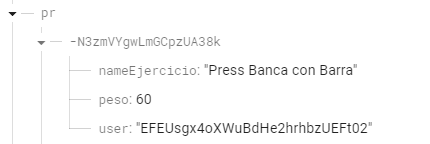 pr
-N3zmVYgwLmGCpzUA38k
nameEjercicio: "Press Banca con Barra"
peso: 60
user: "EFEUsgx4oXWuBdHe2hrhbzUEFt02"